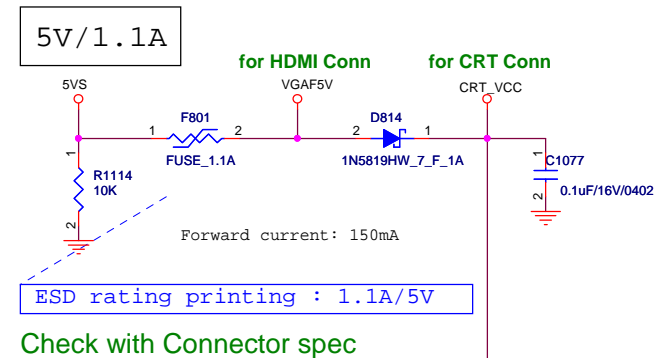 5V/1.1A
for HDMI Conn
for CRT Conn
5VS
VGAF5V
CRT_VCC
F801
D814
1
2
2
1
FUSE_1.1A
1N5819HW_7_F_1A
1
R1114
10K
2
1
C1077
0.1uF/16V/0402
2
Forward current: 150mA
ESD rating printing : 1.1A/5V
Check with Connector spec